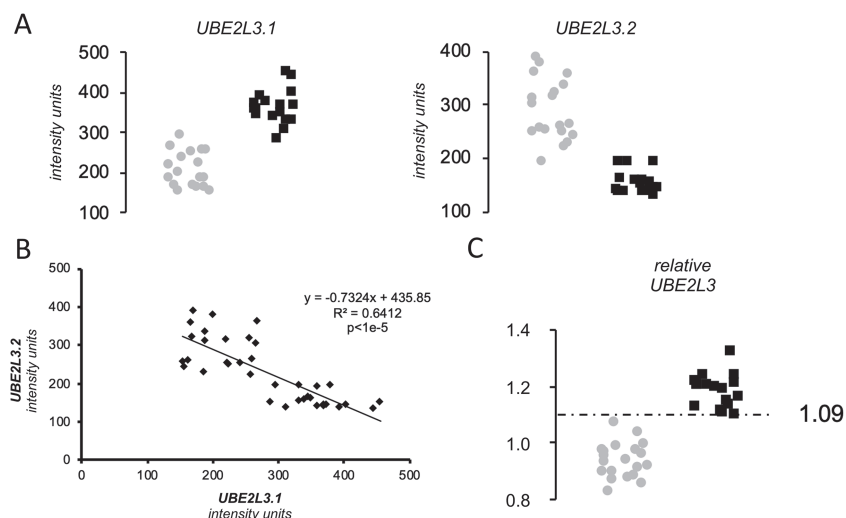 A
UBE2L3.1
UBE2L3.2
500
400
300
200
100
intensity units
400
300
200
100
intensity units
B
500
400
300
200
100
0
UBE2L3.2
intensity units
y = -0.7324x + 435.85
R² = 0.6412
p<1e-5
0 100 200 300 400 500
UBE2L3.1
intensity units
C
relative
UBE2L3
1.4
1.2
1.0
0.8
1.09